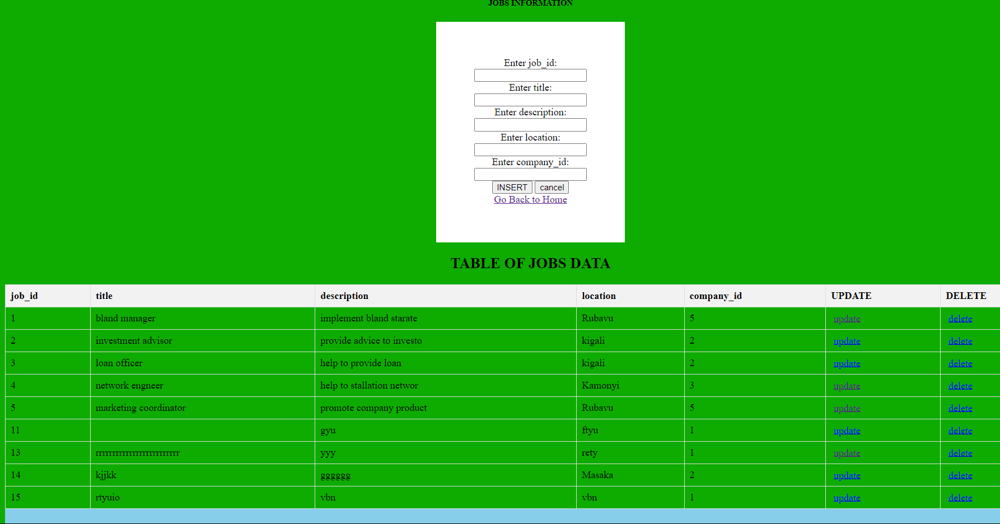 JOBS INFORMATION
Enter job_id:
Enter title:
Enter description:
Enter location:
Enter company_id:
INSERT cancel
Go Back to Home
TABLE OF JOBS DATA
job_id title description location company_id UPDATE DELETE
1 bland manager implement bland starate Rubavu 5 update delete
2 investment advisor provide advice to investo kigali 2 update delete
3 loan officer help to provide loan kigali 2 update delete
4 network engneer help to stallation networ Kamonyi 3 update delete
5 marketing coordinator promote company product Rubavu 5 update delete
11 gyu ftyu 1 update delete
13 rrrrrrrrrrrrrrrrrrrrrrrrr yyy rety 1 update delete
14 kjjkk gggggg Masaka 2 update delete
15 rtyuio vbn vbn 1 update delete